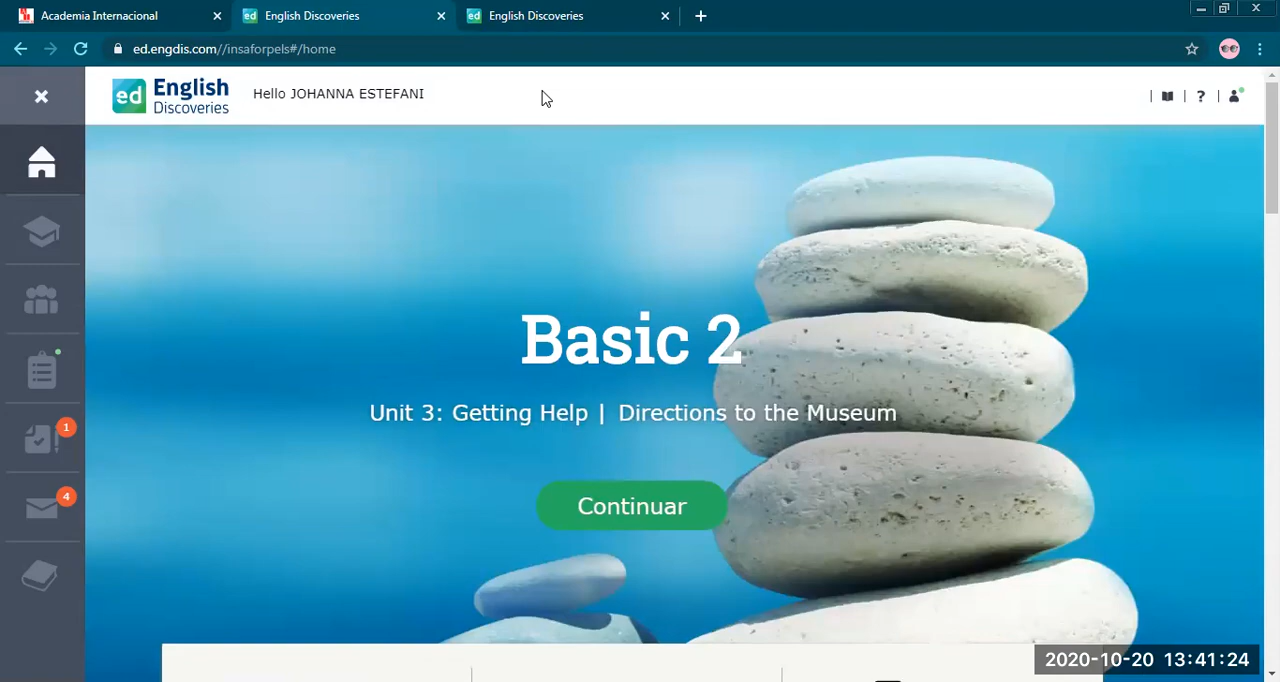 Academia Internacional
English Discoveries
English Discoveries
ed.engdis.com//insaforpels#/home
ed English Discoveries
Hello JOHANNA ESTEFANI
?
Basic 2
Unit 3: Getting Help | Directions to the Museum
Continuar
1
4
2020-10-20 13:41:24